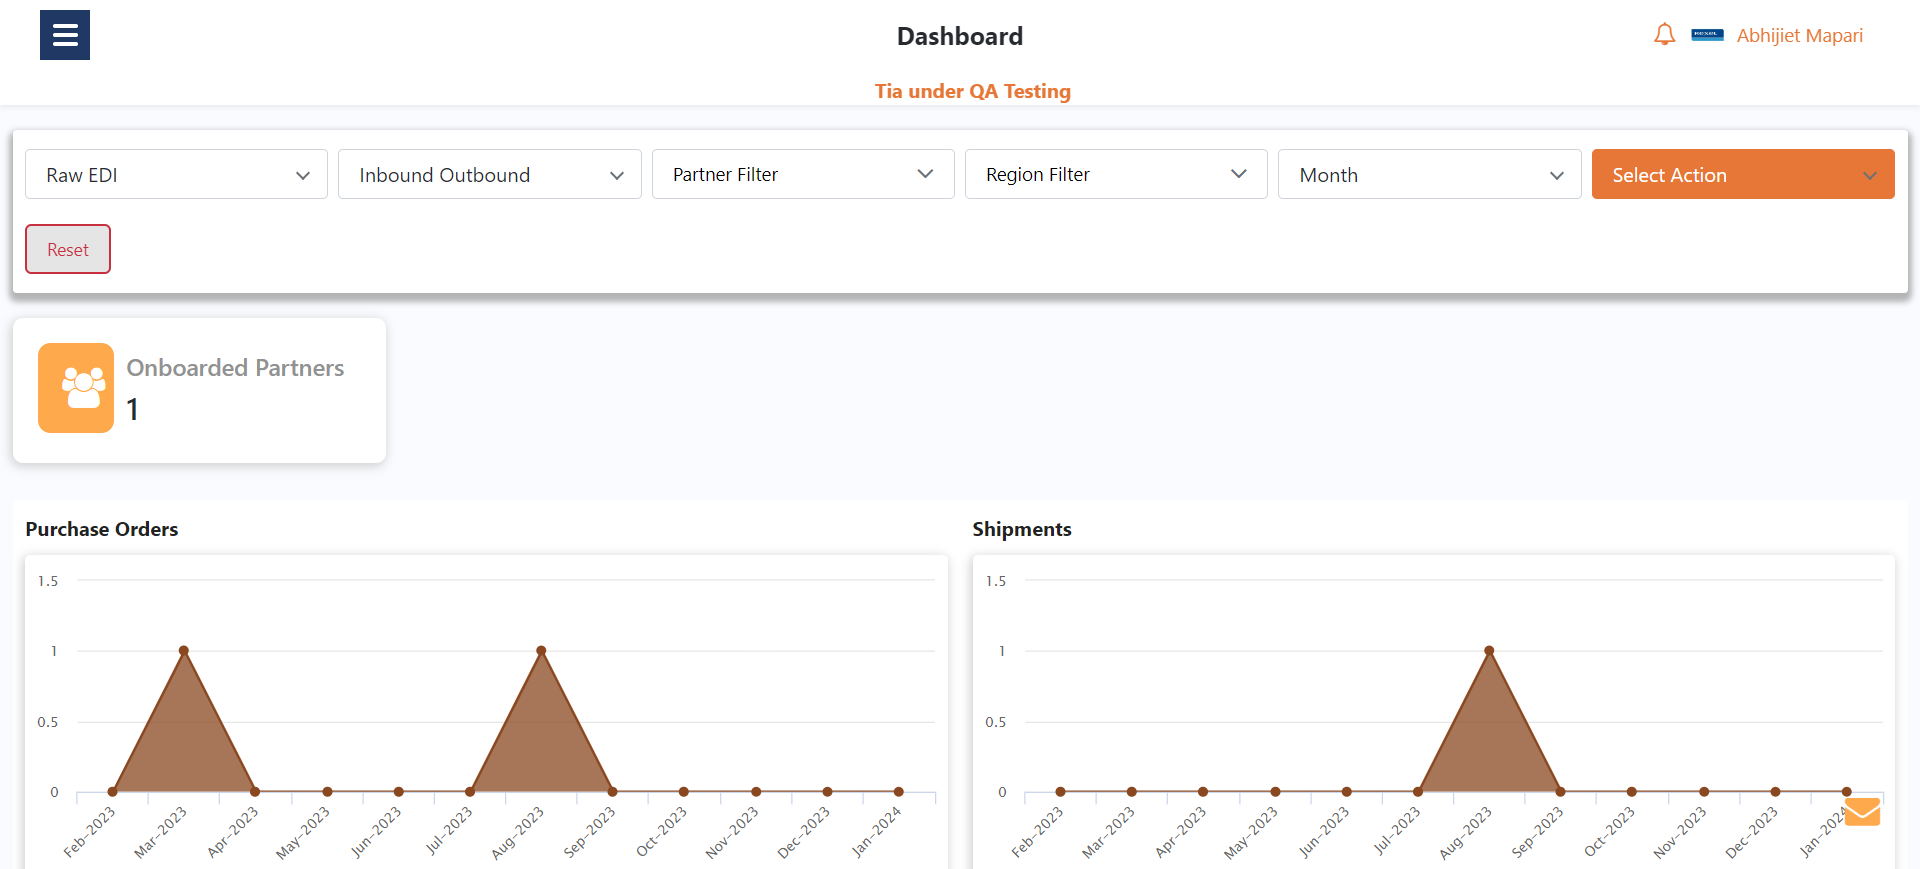 Dashboard
Abhijiet Mapari
Tia under QA Testing
Raw EDI
Inbound Outbound
Partner Filter
Region Filter
Month
Select Action
Reset
Onboarded Partners
1
Purchase Orders
1.5
1
0.5
0
Feb-2023
Mar-2023
Apr-2023
May-2023
Jun-2023
Jul-2023
Aug-2023
Sep-2023
Oct-2023
Nov-2023
Dec-2023
Jan-2024
Shipments
1.5
1
0.5
0
Feb-2023
Mar-2023
Apr-2023
May-2023
Jun-2023
Jul-2023
Aug-2023
Sep-2023
Oct-2023
Nov-2023
Dec-2023
Jan-2024